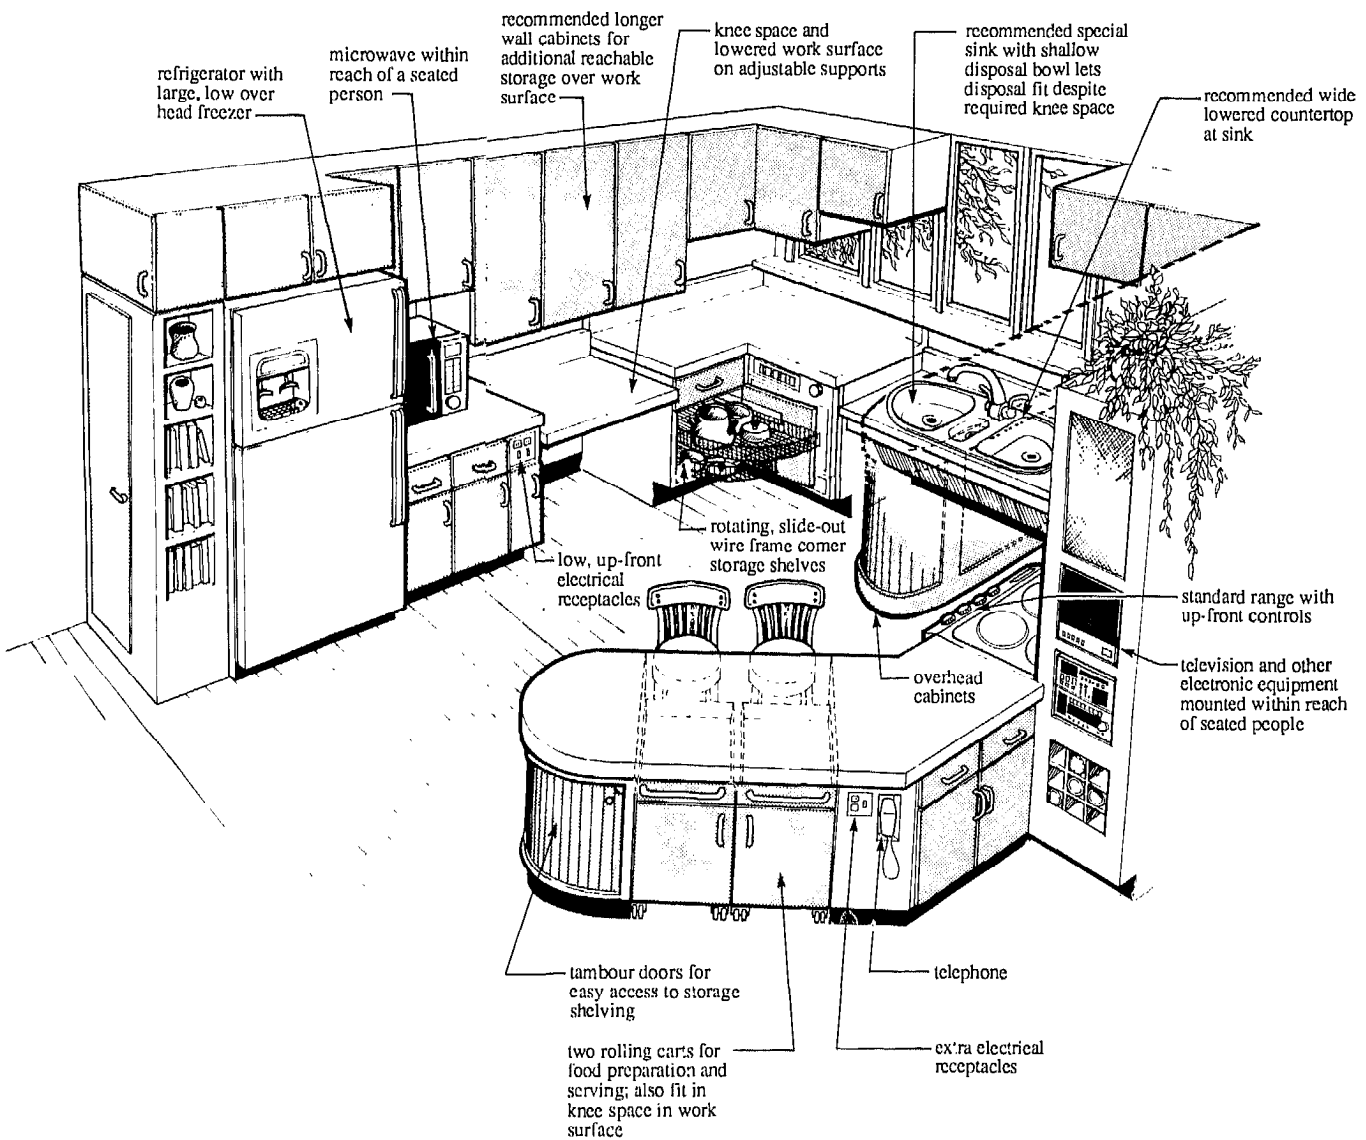 refrigerator with
large, low over
head freezer
microwave within
reach of a seated
person
recommended longer
wall cabinets for
additional reachable
storage over work
surface
knee space and
lowered work surface
on adjustable supports
recommended special
sink with shallow
disposal bowl lets
disposal fit despite
required knee space
recommended wide
lowered countertop
at sink
rotating, slide-out
wire frame corner
storage shelves
low, up-front
electrical
receptacles
standard range with
up-front controls
overhead
cabinets
television and other
electronic equipment
mounted within reach
of seated people
tambour doors for
easy access to storage
shelving
telephone
two rolling carts for
food preparation and
serving; also fit in
knee space in work
surface
extra electrical
receptacles